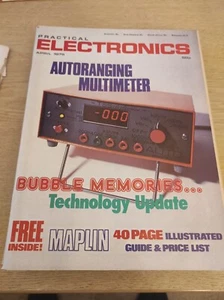 PRACTICAL
ELECTRONICS
AUTORANGING
MULTIMETER
-.000
BUBBLE MEMORIES...
Technology Update
FREE
INSIDE!
MAPLIN
40 PAGE ILLUSTRATED
GUIDE & PRICE LIST